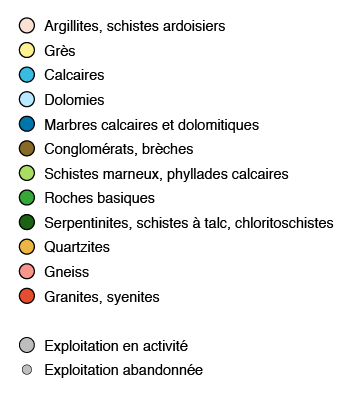 Argillites, schistes ardoisiers
Grès
Calcaires
Dolomies
Marbres calcaires et dolomitiques
Conglomérats, brèches
Schistes marneux, phyllades calcaires
Roches basiques
Serpentinites, schistes à talc, chloritoschistes
Quartzites
Gneiss
Granites, syenites
Exploitation en activité
Exploitation abandonnée